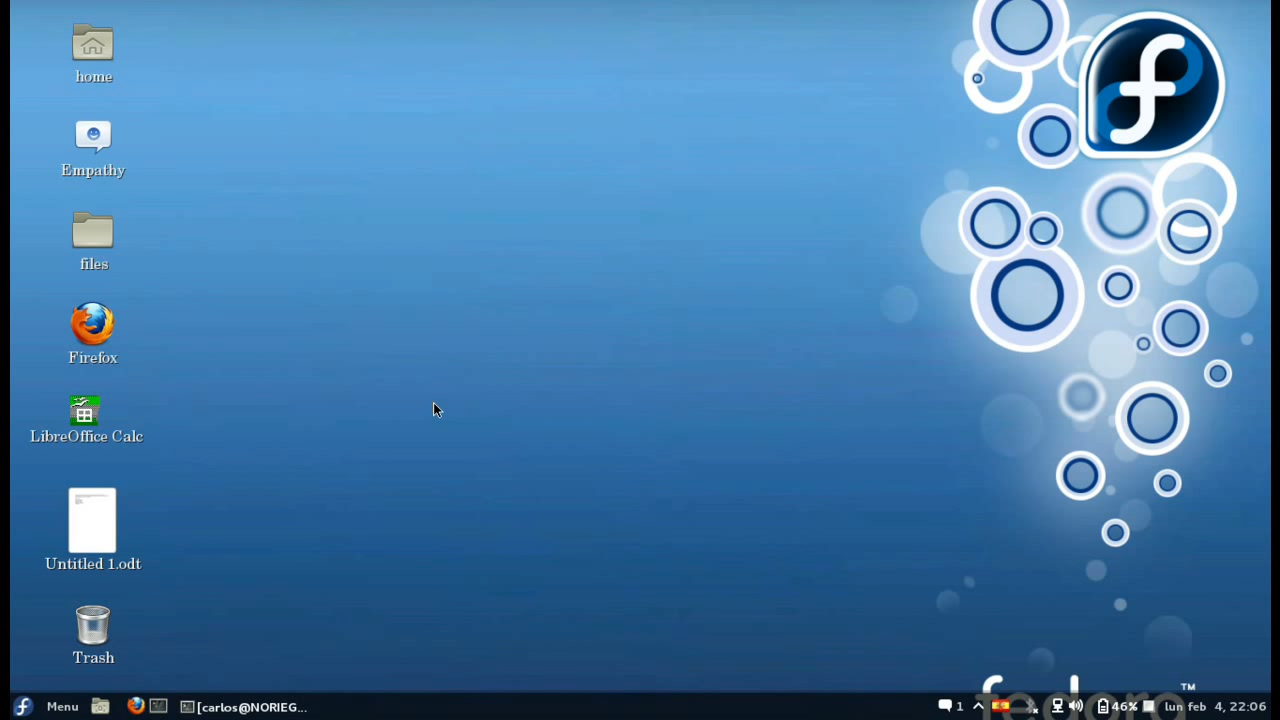 home
Empathy
files
Firefox
LibreOffice Calc
Untitled 1.odt
Trash
fedora™
Menu
[carlos@NORIEG...
1
46%
lun feb 4, 22:06